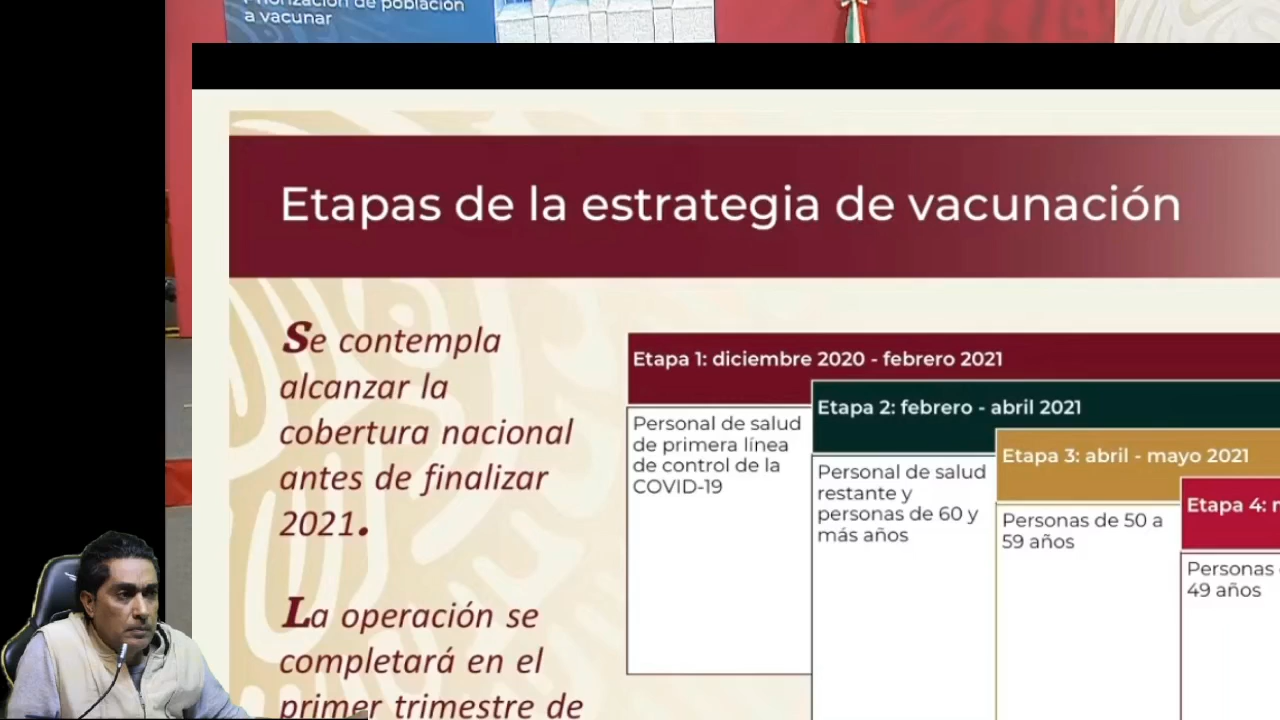 Priorización de población
a vacunar
Etapas de la estrategia de vacunación
Se contempla
alcanzar la
cobertura nacional
antes de finalizar
2021.
La operación se
completará en el
primer trimestre de
Etapa 1: diciembre 2020 - febrero 2021
Personal de salud
de primera línea
de control de la
COVID-19
Etapa 2: febrero - abril 2021
Personal de salud
restante y
personas de 60 y
más años
Etapa 3: abril - mayo 2021
Personas de 50 a
59 años
Etapa 4:
Personas
49 años